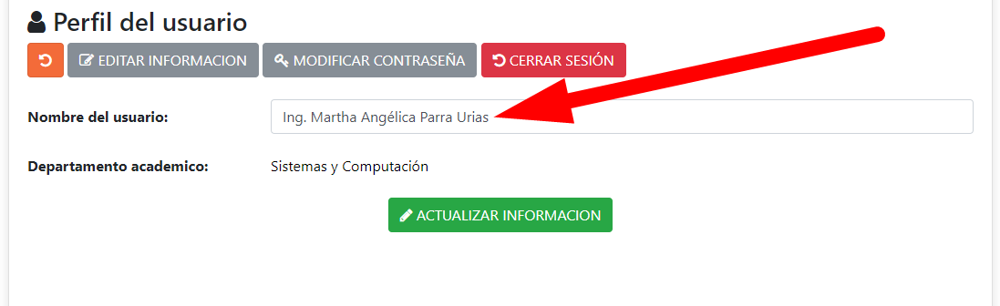 Perfil del usuario
EDITAR INFORMACION MODIFICAR CONTRASEÑA CERRAR SESIÓN
Nombre del usuario: Ing. Martha Angélica Parra Urias
Departamento academico: Sistemas y Computación
ACTUALIZAR INFORMACION